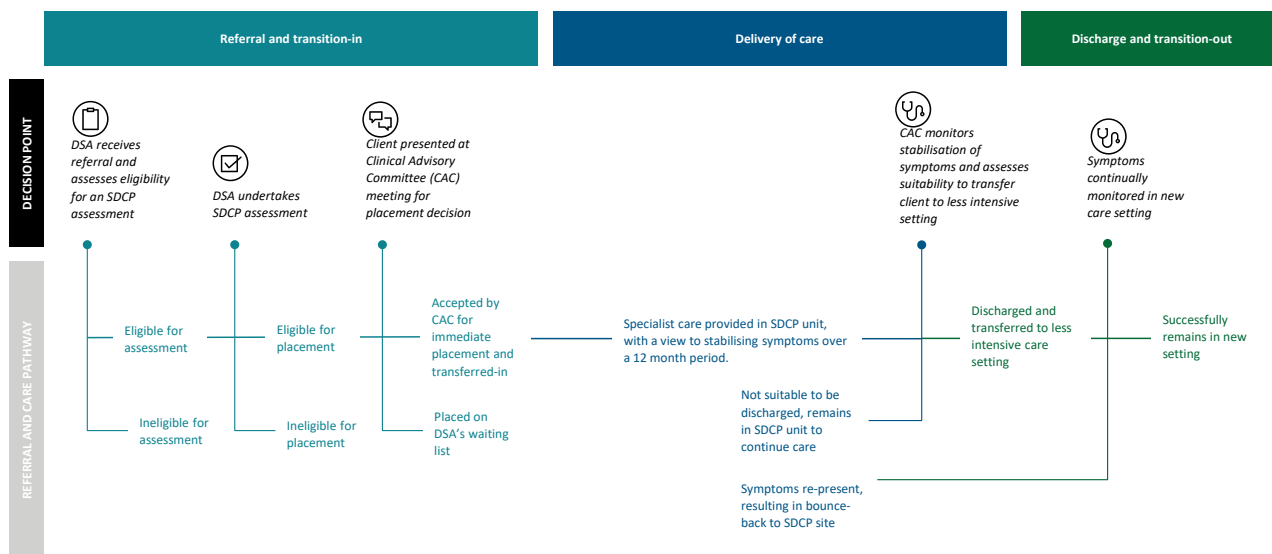 Referral and transition-in
Delivery of care
Discharge and transition-out
DECISION POINT
DSA receives
referral and
assesses eligibility
for an SDCP
assessment
DSA undertakes
SDCP assessment
Client presented at
Clinical Advisory
Committee (CAC)
meeting for
placement decision
CAC monitors
stabilisation of
symptoms and assesses
suitability to transfer
client to less intensive
setting
Symptoms
continually
monitored in new
care setting
REFERRAL AND CARE PATHWAY
Eligible for
assessment
Eligible for
placement
Accepted by
CAC for
immediate
placement and
transferred-in
Specialist care provided in SDCP unit,
with a view to stabilising symptoms over
a 12 month period.
Discharged and
transferred to less
intensive care
setting
Successfully
remains in new
setting
Ineligible for
assessment
Ineligible for
placement
Placed on
DSA's waiting
list
Not suitable to be
discharged, remains
in SDCP unit to
continue care
Symptoms re-present,
resulting in bounce-
back to SDCP site